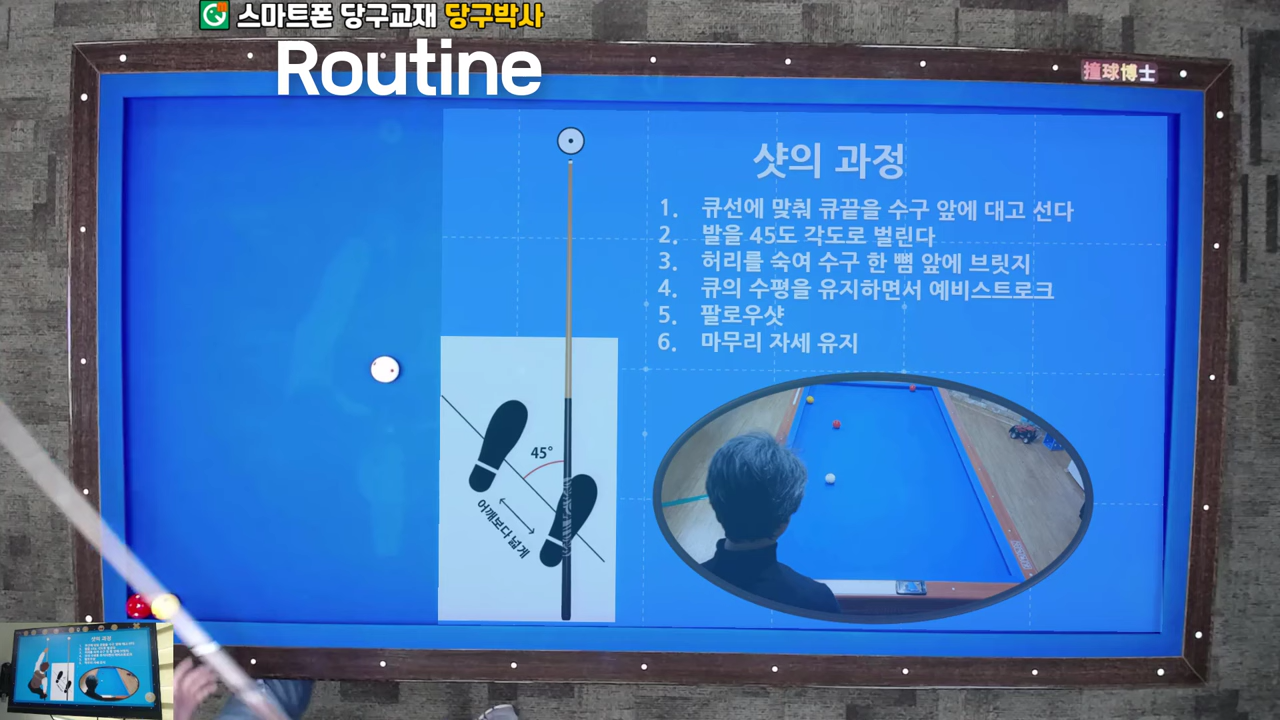 스마트폰 당구교재 당구박사
Routine
撞球博士
샷의 과정
1. 큐선에 맞춰 큐끝을 수구 앞에 대고 선다
2. 발을 45도 각도로 벌린다
3. 허리를 숙여 수구 한 뼘 앞에 브릿지
4. 큐의 수평을 유지하면서 예비스트로크
5. 팔로우샷
6. 마무리 자세 유지
45°
어깨보다 넓게